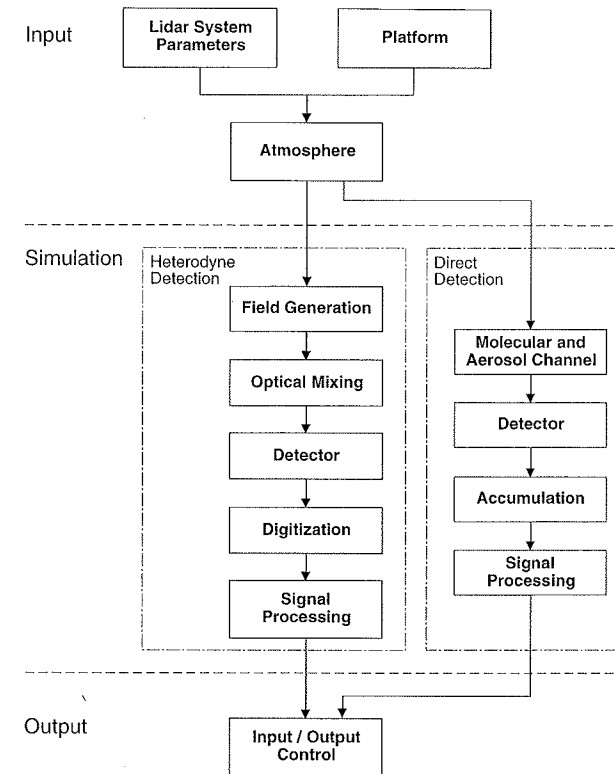 Input
Lidar System
Parameters
Platform
Atmosphere
Simulation
Heterodyne
Detection
Direct
Detection
Field Generation
Molecular and
Aerosol Channel
Optical Mixing
Detector
Detector
Accumulation
Digitization
Signal
Processing
Signal
Processing
Output
Input / Output
Control